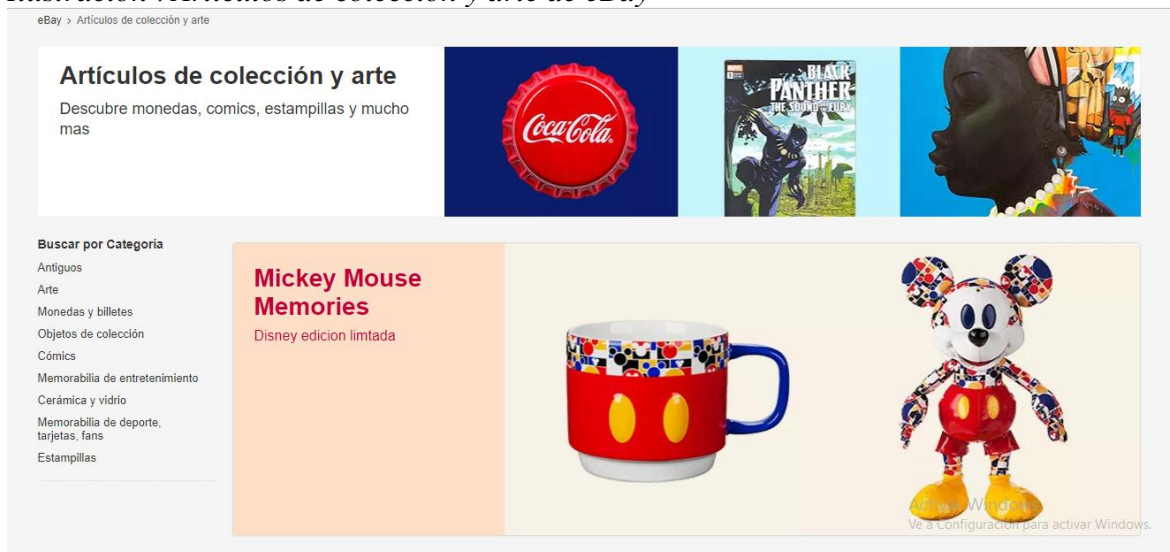 Ilustración
Artículos de colección y arte de eBay
eBay > Artículos de colección y arte
Artículos de colección y arte
Descubre monedas, comics, estampillas y mucho
mas
Coca-Cola
MARVEL
BLACK
PANTHER
THE SOUND AND FURY
Buscar por Categoría
Antiguos
Arte
Monedas y billetes
Objetos de colección
Cómics
Memorabilia de entretenimiento
Cerámica y vidrio
Memorabilia de deporte,
tarjetas, fans
Estampillas
Mickey Mouse
Memories
Disney edicion limtada
Activar Windows
Ve a Configuración para activar Windows.